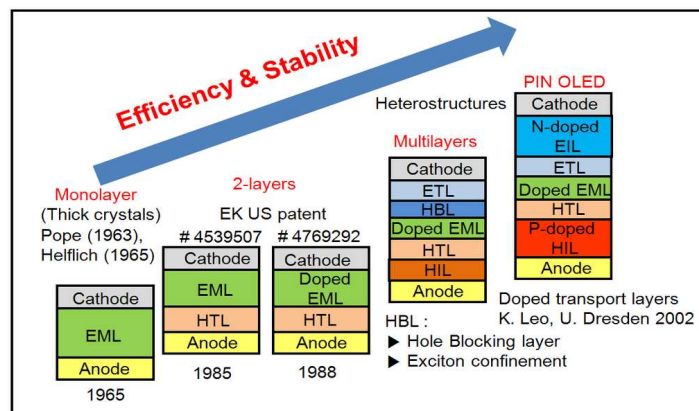 Efficiency & Stability
Monolayer
(Thick crystals)
Pope (1963),
Helflich (1965)
Cathode
EML
Anode
1965
2-layers
EK US patent
# 4539507
Cathode
EML
HTL
Anode
1985
# 4769292
Cathode
Doped
EML
HTL
Anode
1988
Heterostructures
Multilayers
Cathode
ETL
HBL
Doped EML
HTL
HIL
Anode
HBL :
▶ Hole Blocking layer
▶ Exciton confinement
PIN OLED
Cathode
N-doped
EIL
ETL
Doped EML
HTL
P-doped
HIL
Anode
Doped transport layers
K. Leo, U. Dresden 2002